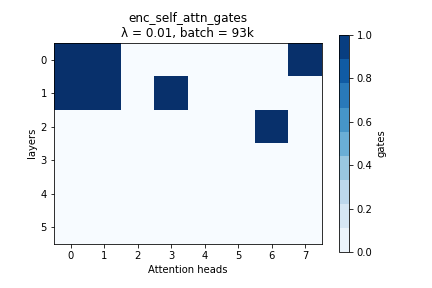 enc_self_attn_gates
λ = 0.01, batch = 93k
layers
0
1
2
3
4
5
0 1 2 3 4 5 6 7
Attention heads
1.0
0.8
0.6
0.4
0.2
0.0
gates